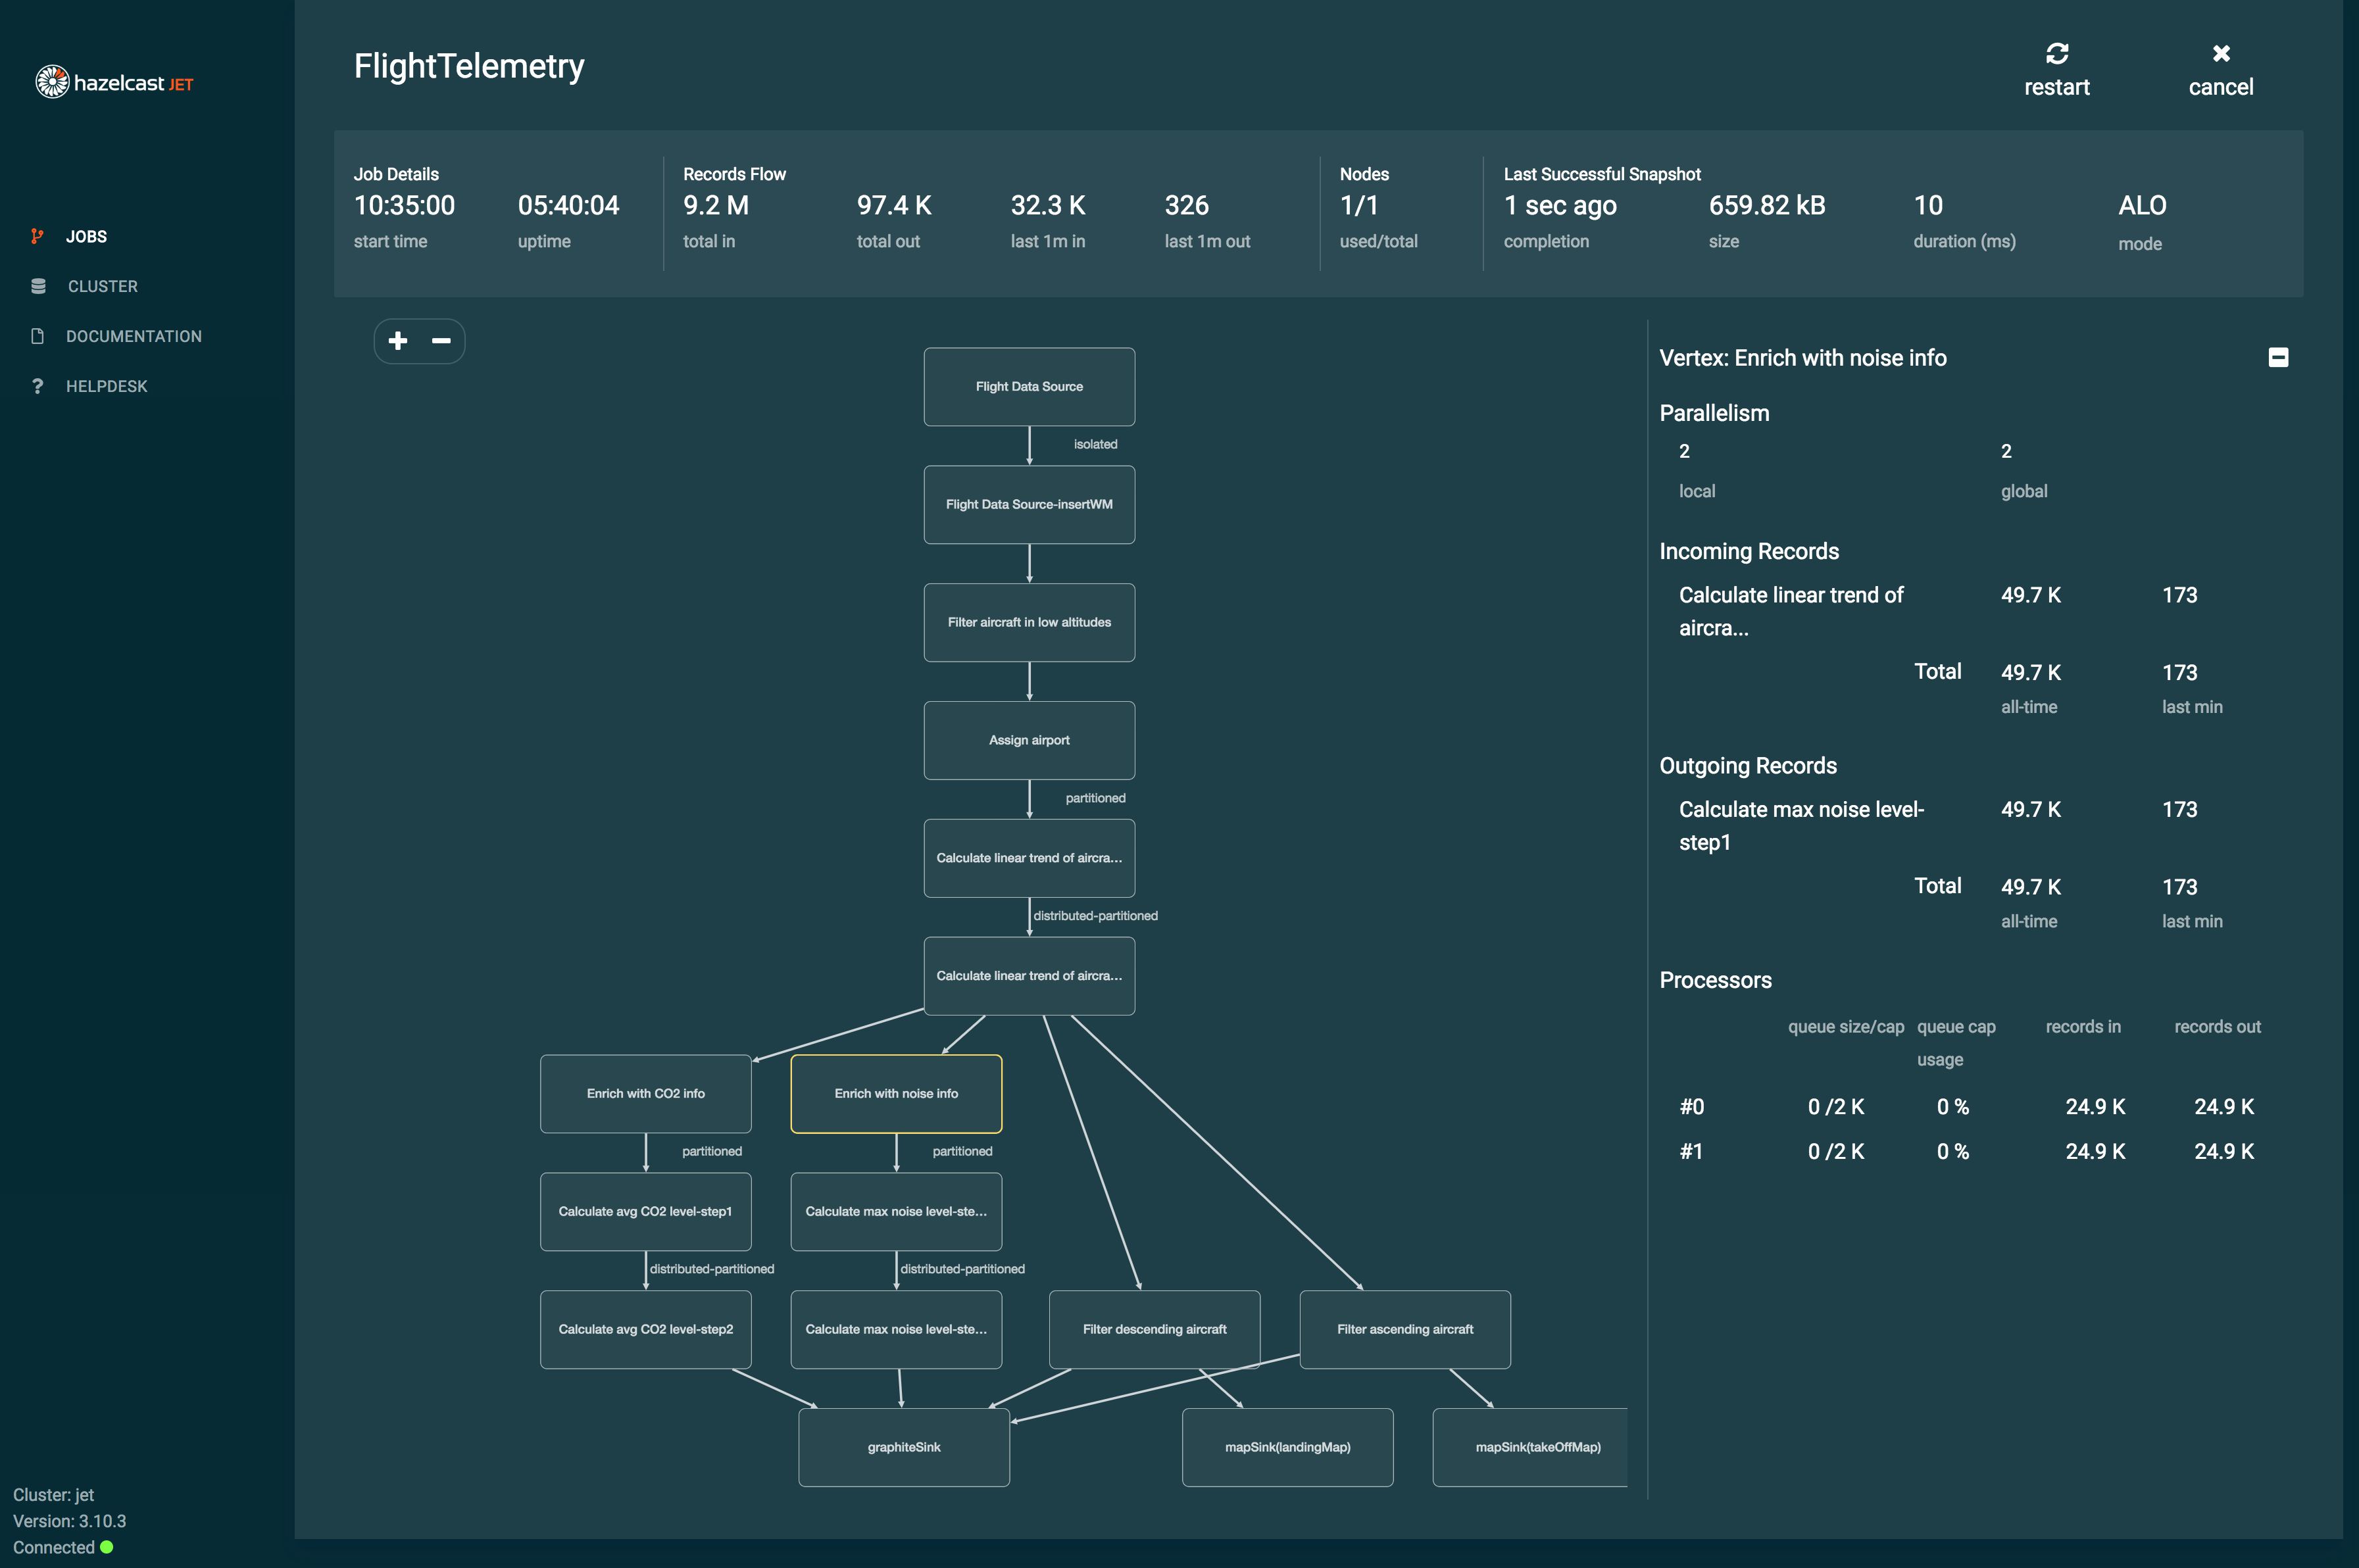 hazelcast JET
JOBS
CLUSTER
DOCUMENTATION
? HELPDESK
Cluster: jet
Version: 3.10.3
Connected
FlightTelemetry
restart
cancel
Job Details
10:35:00 05:40:04
start time uptime
Records Flow
9.2 M 97.4 K 32.3 K 326
total in total out last 1m in last 1m out
Nodes
1/1
used/total
Last Successful Snapshot
1 sec ago 659.82 kB 10 ALO
completion size duration (ms) mode
Flight Data Source
isolated
Flight Data Source-insertWM
Filter aircraft in low altitudes
Assign airport
partitioned
Calculate linear trend of aircra...
distributed-partitioned
Calculate linear trend of aircra...
Enrich with CO2 info
Enrich with noise info
partitioned
partitioned
Calculate avg CO2 level-step1
Calculate max noise level-ste...
distributed-partitioned
distributed-partitioned
Calculate avg CO2 level-step2
Calculate max noise level-ste...
Filter descending aircraft
Filter ascending aircraft
graphiteSink
mapSink(landingMap)
mapSink(takeOffMap)
Vertex: Enrich with noise info
Parallelism
2 2
local global
Incoming Records
Calculate linear trend of 49.7 K 173
aircra...
Total 49.7 K 173
all-time last min
Outgoing Records
Calculate max noise level- 49.7 K 173
step1
Total 49.7 K 173
all-time last min
Processors
queue size/cap queue cap records in records out
usage
#0 0 /2 K 0 % 24.9 K 24.9 K
#1 0 /2 K 0 % 24.9 K 24.9 K